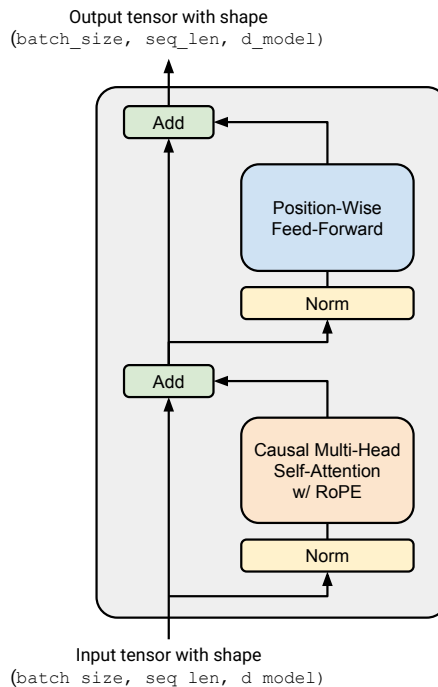 Output tensor with shape
(batch_size, seq_len, d_model)
Add
Position-Wise
Feed-Forward
Norm
Add
Causal Multi-Head
Self-Attention
w/ RoPE
Norm
Input tensor with shape
(batch_size, seq_len, d_model)